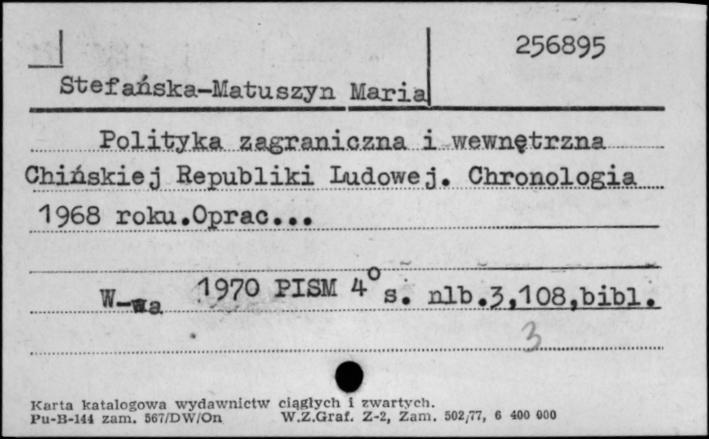 256895
Stefańska-Matuszyn Maria
Polityka zagraniczna i wewnętrzna
Chińskiej Republiki Ludowej. Chronologia
1968 roku.Oprac...
W-wa 1970 PISM 4° s. nlb.3,108,bibl.
3
Karta katalogowa wydawnictw ciągłych i zwartych.
Pu-B-144 zam. 567/DW/On W.Z.Graf. Z-2, Zam. 502/77, 6 400 000